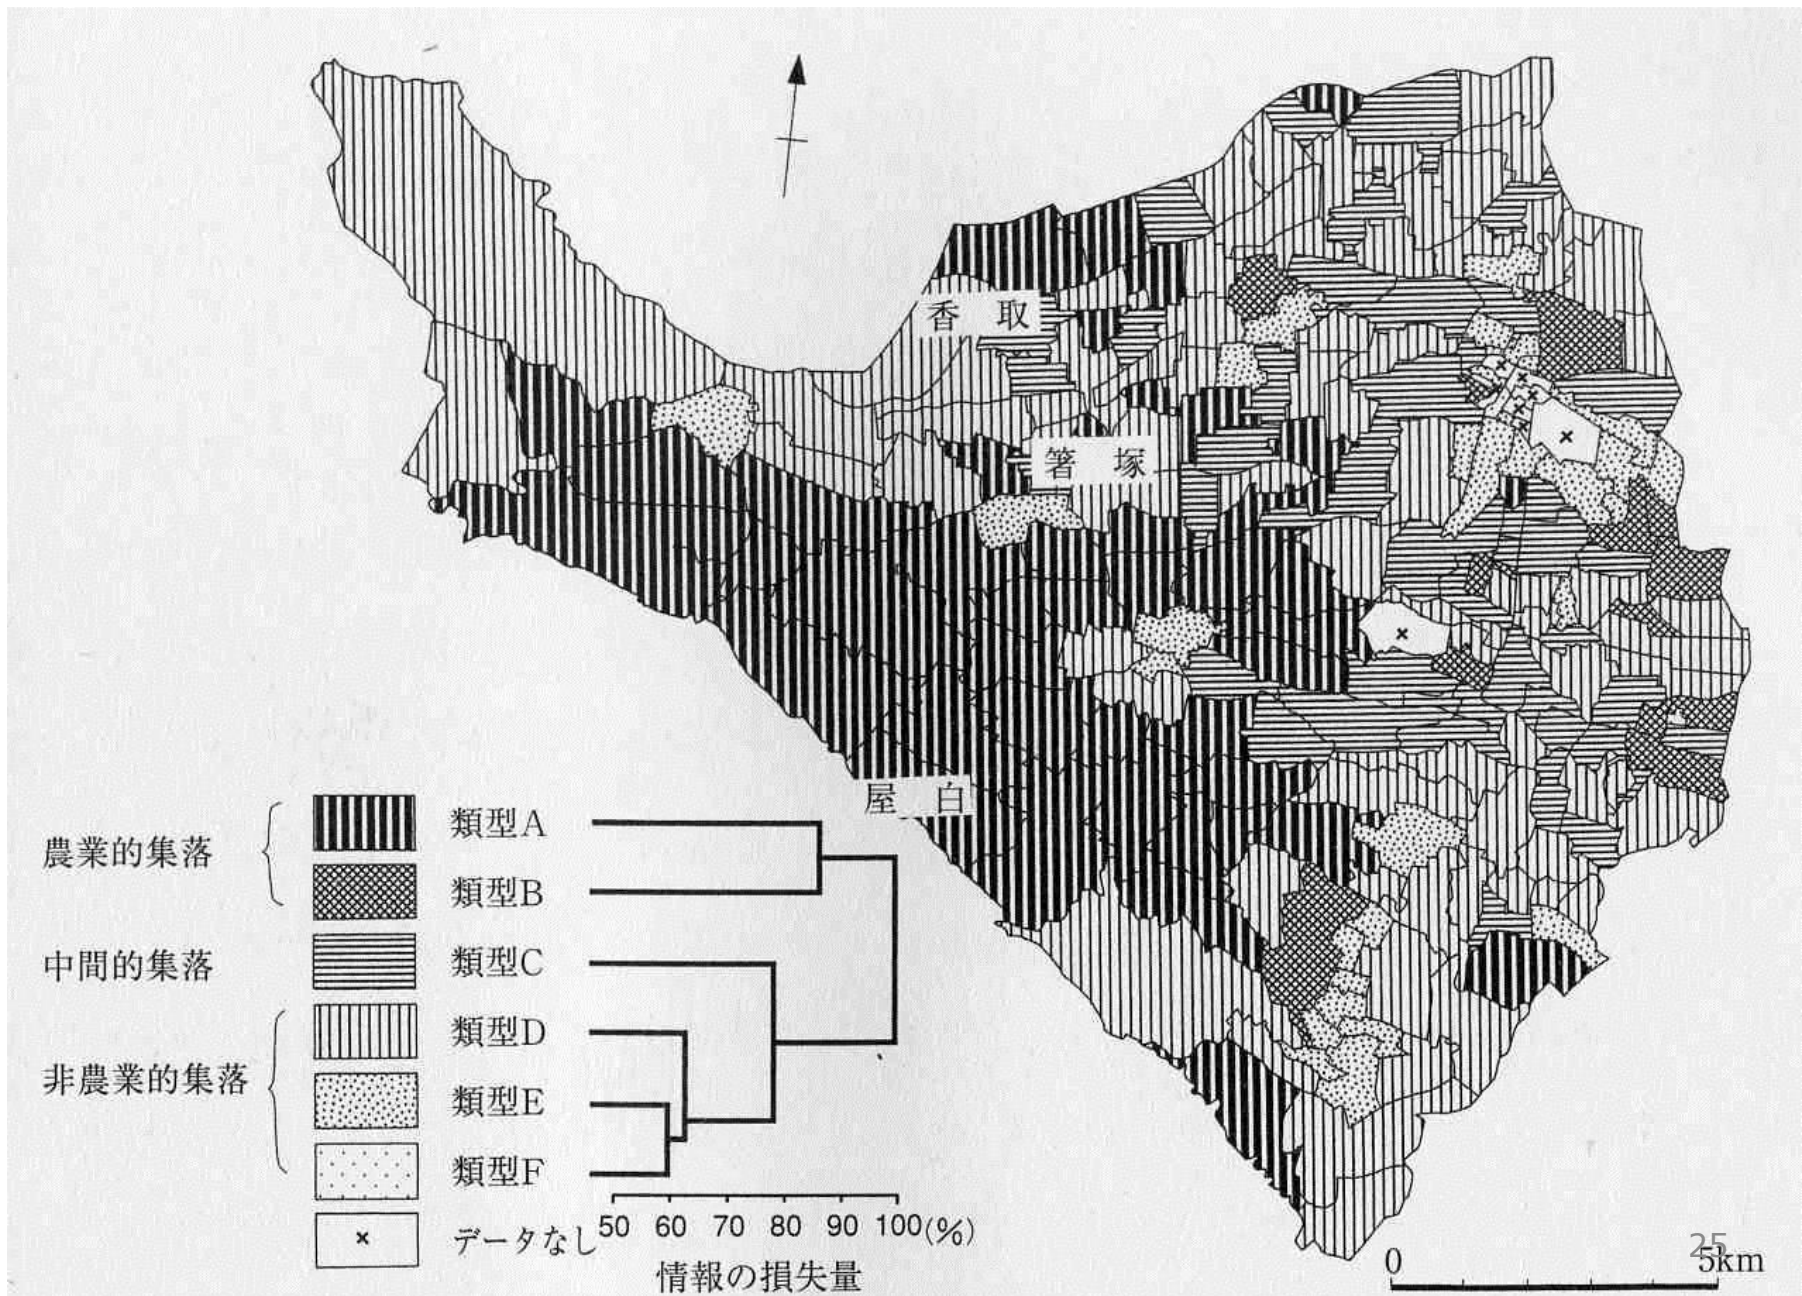 香 取
箸 塚
屋 白
農業的集落
類型A
類型B
中間的集落
類型C
非農業的集落
類型D
類型E
類型F
データなし
50 60 70 80 90 100(%)
情報の損失量
25
0 5km